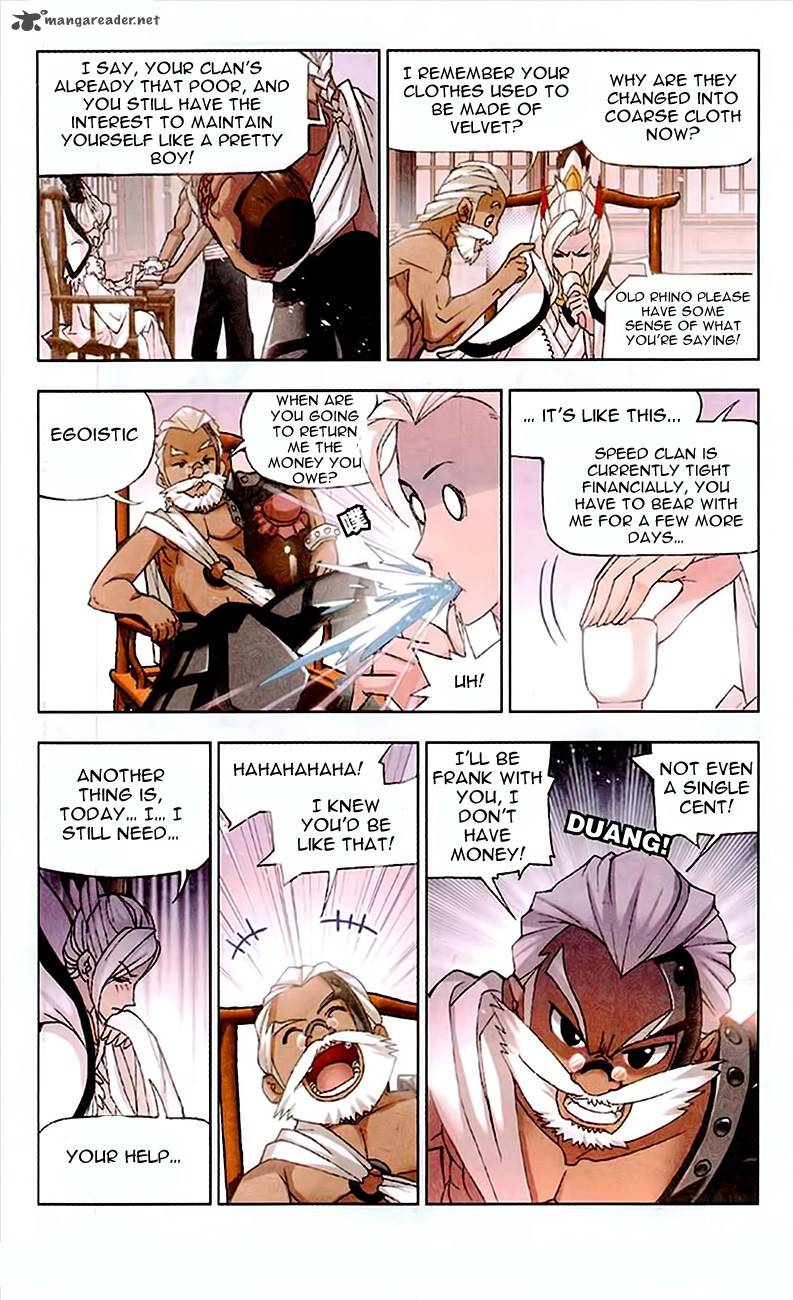 mangareader.net
I SAY, YOUR CLAN'S
ALREADY THAT POOR, AND
YOU STILL HAVE THE
INTEREST TO MAINTAIN
YOURSELF LIKE A PRETTY
BOY!
I REMEMBER YOUR
CLOTHES USED TO
BE MADE OF
VELVET?
WHY ARE THEY
CHANGED INTO
COARSE CLOTH
NOW?
OLD RHINO PLEASE
HAVE SOME
SENSE OF WHAT
YOU'RE SAYING!
EGOISTIC
WHEN ARE
YOU GOING
TO RETURN
ME THE
MONEY YOU
OWE?
噗
UH!
... IT'S LIKE THIS...
SPEED CLAN IS
CURRENTLY TIGHT
FINANCIALLY, YOU
HAVE TO BEAR WITH
ME FOR A FEW MORE
DAYS...
ANOTHER
THING IS,
TODAY... I... I
STILL NEED...
YOUR HELP...
HAHAHAHAHA!
I KNEW
YOU'D BE
LIKE THAT!
I'LL BE
FRANK WITH
YOU, I
DON'T
HAVE
MONEY!
DUANG!
NOT EVEN
A SINGLE
CENT!